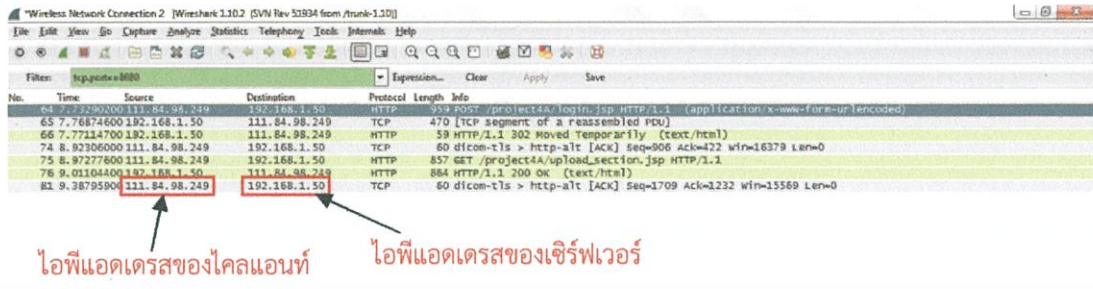 *Wireless Network Connection 2 [Wireshark 1.10.2 (SVN Rev 51934 from /trunk-1.10)]
File Edit View Go Capture Analyze Statistics Telephony Tools Internals Help
Filter: tcp.port==8080 Expression... Clear Apply Save
No. Time Source Destination Protocol Length Info
64 7.73290200 111.84.98.249 192.168.1.50 HTTP 959 POST /project4A/login.jsp HTTP/1.1 (application/x-www-form-urlencoded)
65 7.76874600 192.168.1.50 111.84.98.249 TCP 470 [TCP segment of a reassembled PDU]
66 7.77114700 192.168.1.50 111.84.98.249 HTTP 59 HTTP/1.1 302 Moved Temporarily (text/html)
74 8.92306000 111.84.98.249 192.168.1.50 TCP 60 dicom-tls > http-alt [ACK] Seq=906 Ack=422 Win=16379 Len=0
75 8.97277600 111.84.98.249 192.168.1.50 HTTP 857 GET /project4A/upload_section.jsp HTTP/1.1
76 9.01104400 192.168.1.50 111.84.98.249 HTTP 864 HTTP/1.1 200 OK (text/html)
81 9.38795900 111.84.98.249 192.168.1.50 TCP 60 dicom-tls > http-alt [ACK] Seq=1709 Ack=1232 Win=15569 Len=0
ไอพีแอดเดรสของไคลแอนท์ ไอพีแอดเดรสของเซิร์ฟเวอร์